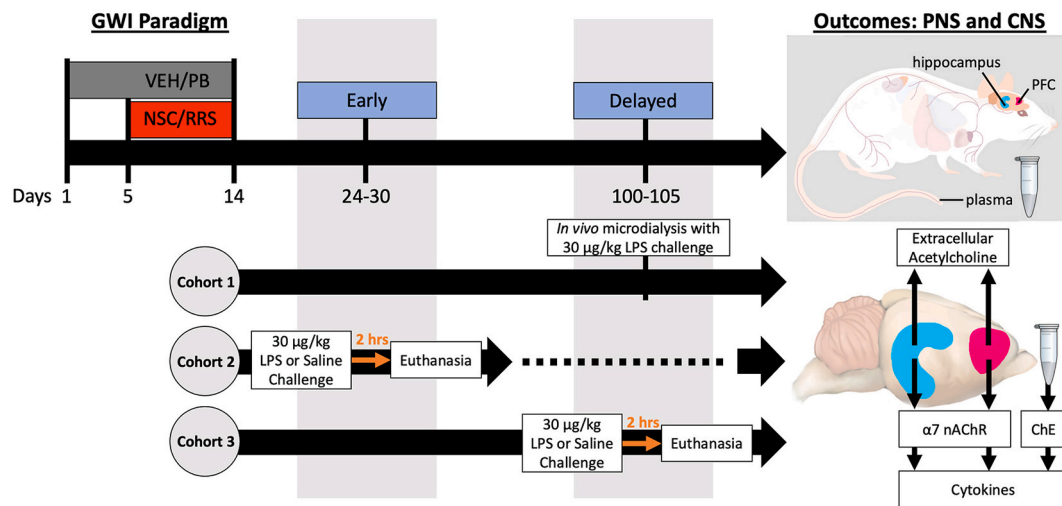 GWI Paradigm
VEH/PB
NSC/RRS
Early
Delayed
Days 1
5
14
24-30
100-105
Outcomes: PNS and CNS
hippocampus
PFC
plasma
In vivo microdialysis with
30 µg/kg LPS challenge
Cohort 1
Cohort 2
30 µg/kg
LPS or Saline
Challenge
2 hrs
Euthanasia
Cohort 3
30 µg/kg
LPS or Saline
Challenge
2 hrs
Euthanasia
Extracellular
Acetylcholine
α7 nAChR
ChE
Cytokines